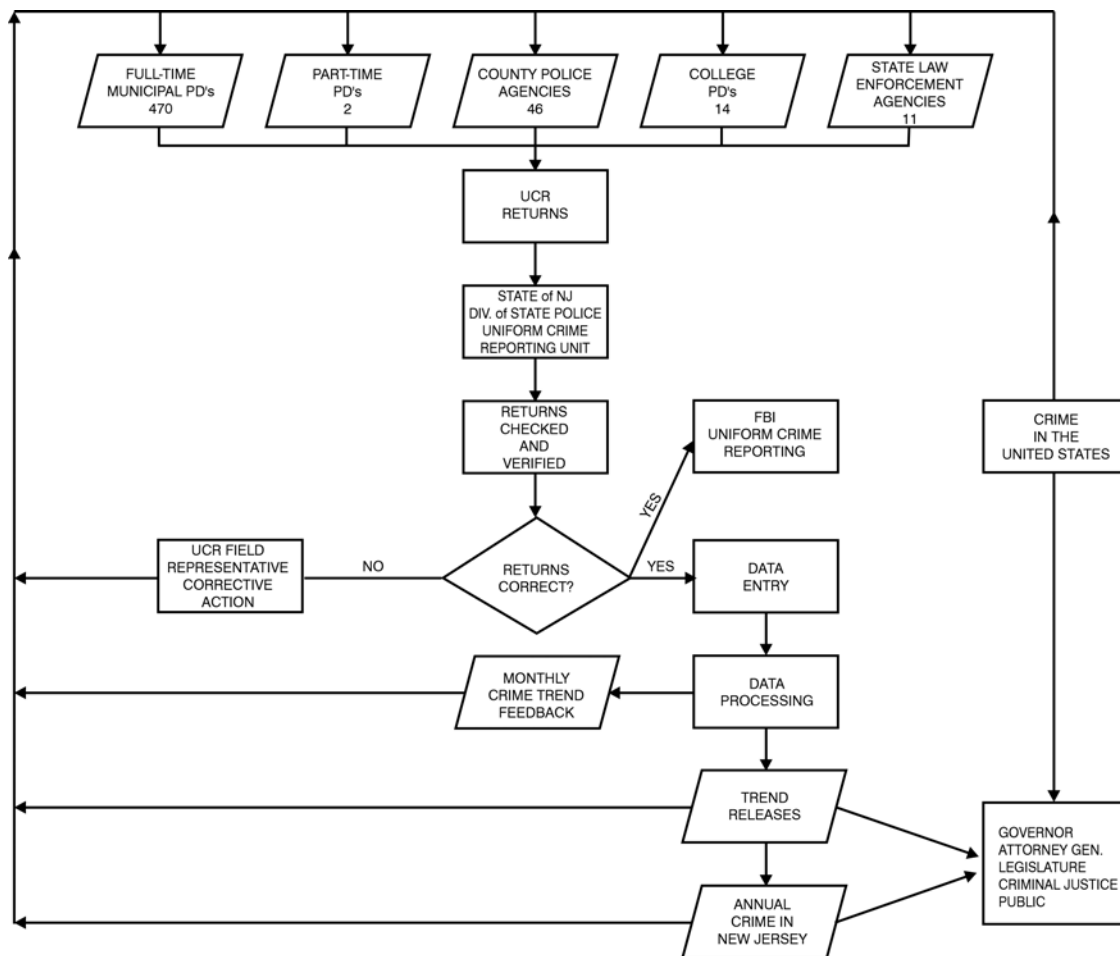 FULL-TIME
MUNICIPAL PD's
470
PART-TIME
PD's
2
COUNTY POLICE
AGENCIES
46
COLLEGE
PD's
14
STATE LAW
ENFORCEMENT
AGENCIES
11
UCR
RETURNS
STATE of NJ
DIV. of STATE POLICE
UNIFORM CRIME
REPORTING UNIT
RETURNS
CHECKED
AND
VERIFIED
FBI
UNIFORM CRIME
REPORTING
CRIME
IN THE
UNITED STATES
YES
UCR FIELD
REPRESENTATIVE
CORRECTIVE
ACTION
NO
RETURNS
CORRECT?
YES
DATA
ENTRY
MONTHLY
CRIME TREND
FEEDBACK
DATA
PROCESSING
TREND
RELEASES
GOVERNOR
ATTORNEY GEN.
LEGISLATURE
CRIMINAL JUSTICE
PUBLIC
ANNUAL
CRIME IN
NEW JERSEY